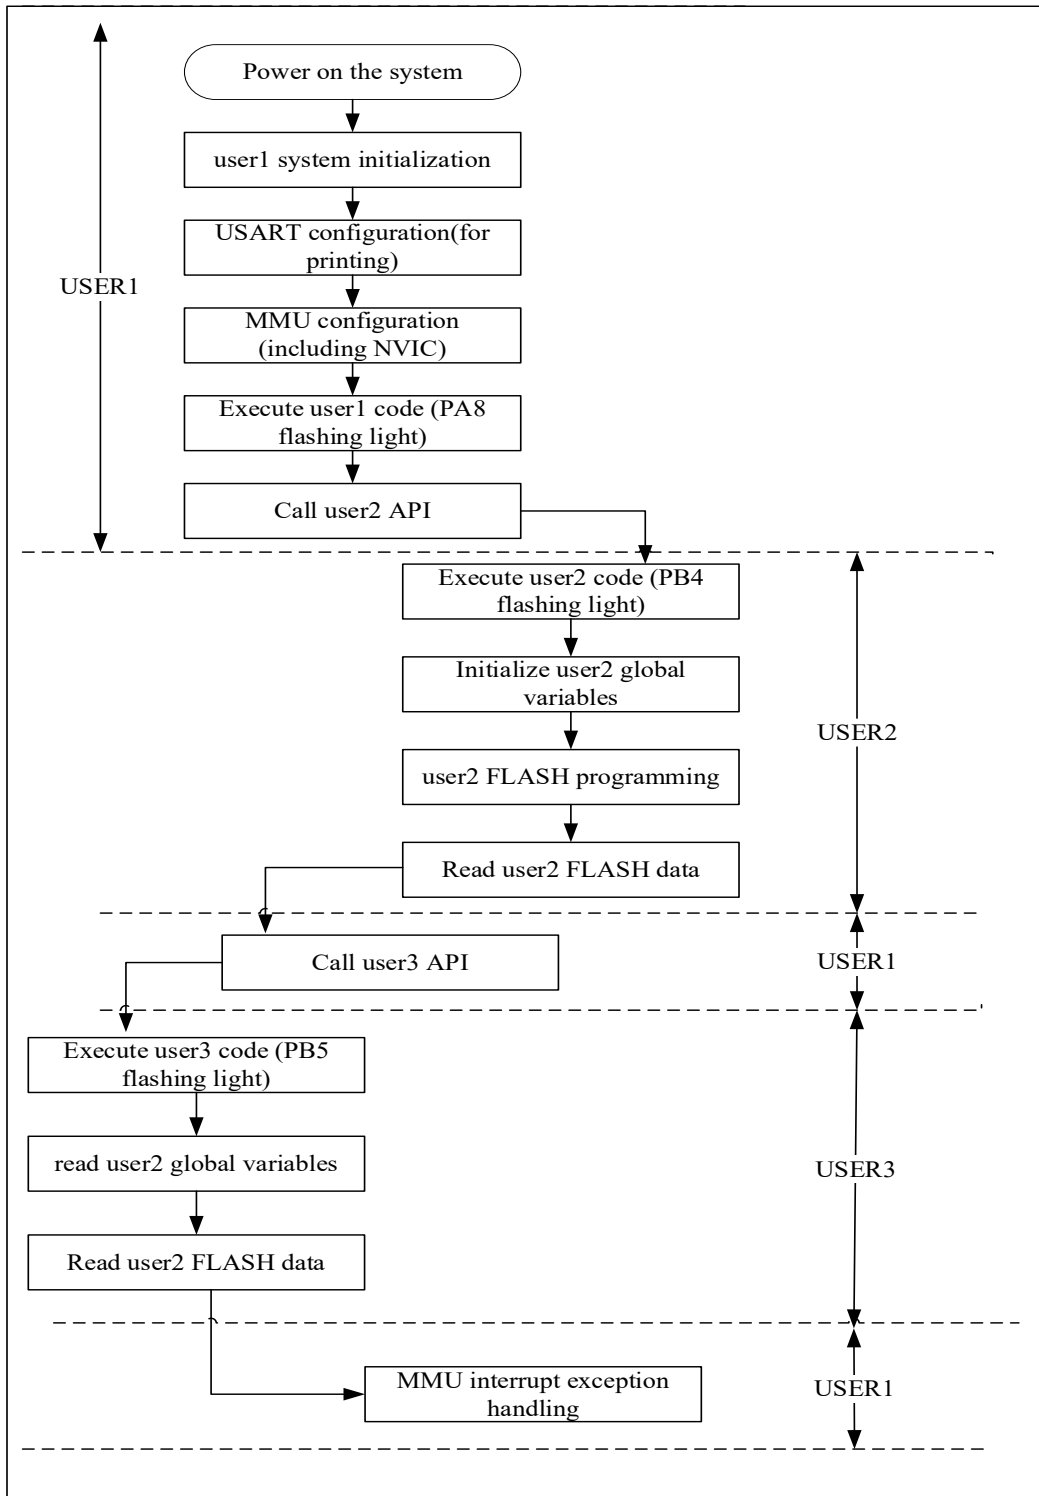 Power on the system
user1 system initialization
USART configuration(for
printing)
USER1
MMU configuration
(including NVIC)
Execute user1 code (PA8
flashing light)
Call user2 API
Execute user2 code (PB4
flashing light)
Initialize user2 global
variables
USER2
user2 FLASH programming
Read user2 FLASH data
Call user3 API
USER1
Execute user3 code (PB5
flashing light)
read user2 global variables
USER3
Read user2 FLASH data
MMU interrupt exception
handling
USER1